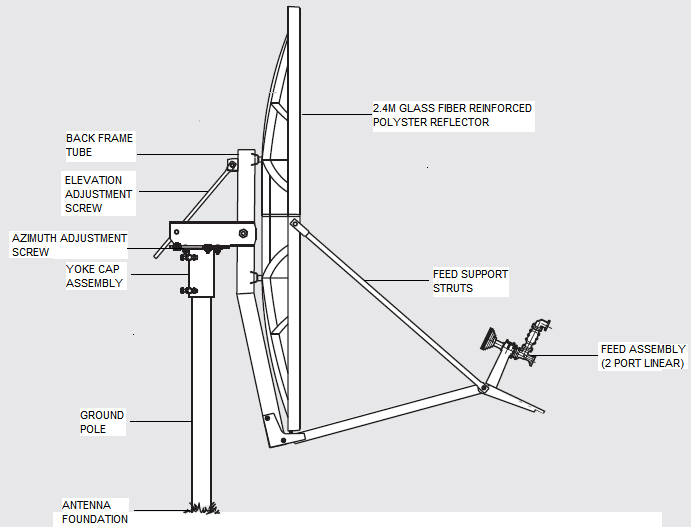 2.4M GLASS FIBER REINFORCED
POLYSTER REFLECTOR
BACK FRAME
TUBE
ELEVATION
ADJUSTMENT
SCREW
AZIMUTH ADJUSTMENT
SCREW
YOKE CAP
ASSEMBLY
FEED SUPPORT
STRUTS
FEED ASSEMBLY
(2 PORT LINEAR)
GROUND
POLE
ANTENNA
FOUNDATION